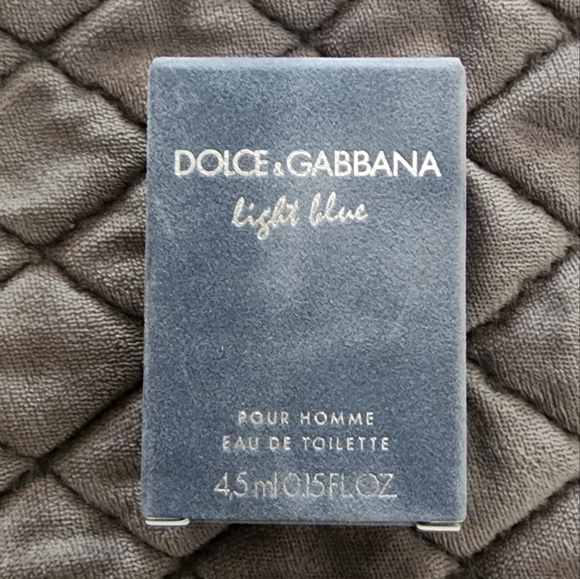 DOLCE & GABBANA
light blue
POUR HOMME
EAU DE TOILETTE
4,5 ml 0.15 FL.OZ